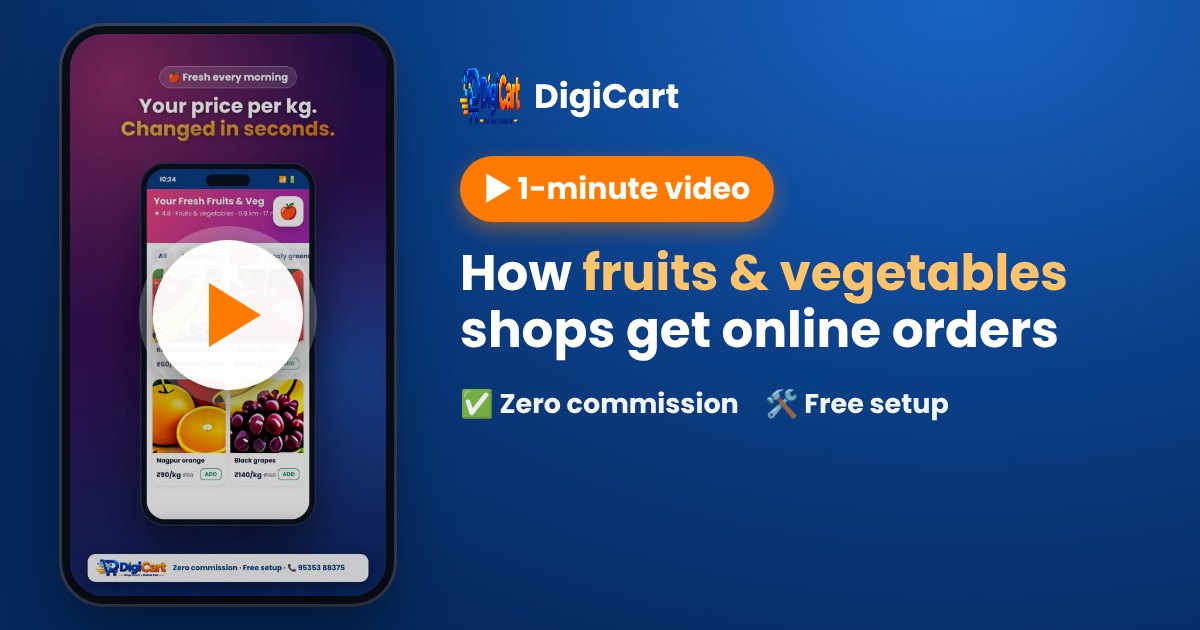 🍎 Fresh every morning
Your price per kg.
Changed in seconds.
10:24
Your Fresh Fruits & Veg
★ 4.8 · Fruits & vegetables · 0.8 km · 17
All
Nagpur orange
Black grapes
₹90/kg
ADD
₹140/kg
ADD
DigiCart
Zero commission · Free setup · 📞 95353 88375
DigiCart
DigiCart
▶ 1-minute video
How fruits & vegetables
shops get online orders
✅ Zero commission 🛠️ Free setup